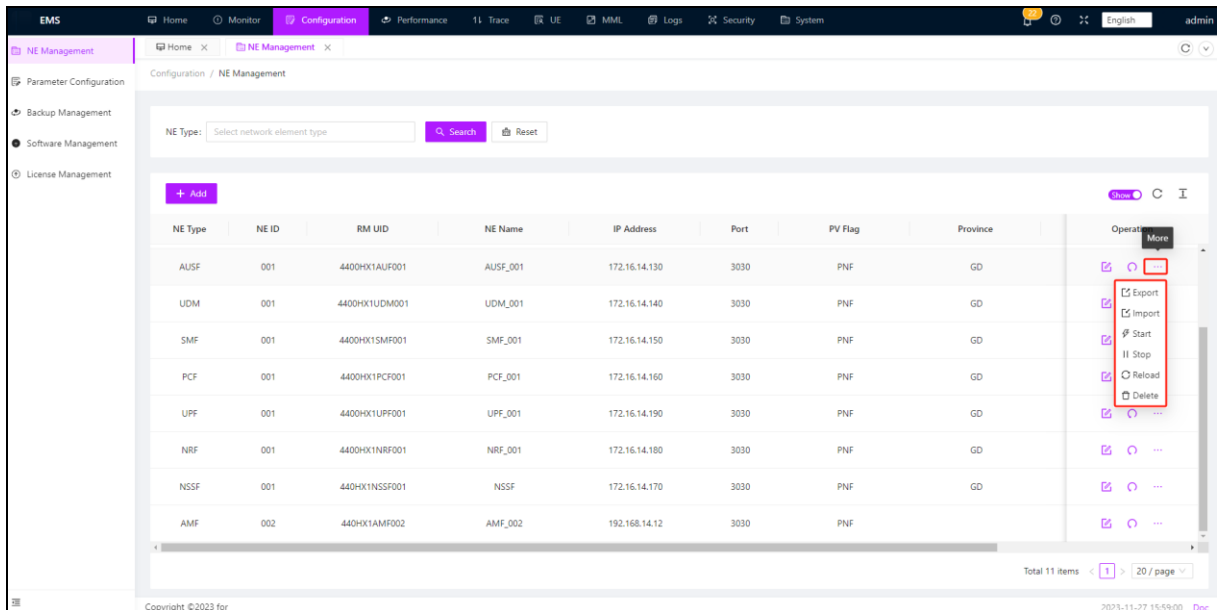 EMS Home Monitor Configuration Performance Trace UE MML Logs Security System 22 English admin
NE Management Home NE Management
Parameter Configuration Configuration / NE Management
Backup Management
NE Type: Select network element type Search Reset
Software Management
License Management
+ Add Show
NE Type NE ID RM UID NE Name IP Address Port PV Flag Province Operation
More
AUSF 001 4400HX1AUF001 AUSF_001 172.16.14.130 3030 PNF GD
Export
UDM 001 4400HX1UDM001 UDM_001 172.16.14.140 3030 PNF GD
Import
SMF 001 4400HX1SMF001 SMF_001 172.16.14.150 3030 PNF GD
Start
Stop
PCF 001 4400HX1PCF001 PCF_001 172.16.14.160 3030 PNF GD
Reload
Delete
UPF 001 4400HX1UPF001 UPF_001 172.16.14.190 3030 PNF GD
NRF 001 4400HX1NRF001 NRF_001 172.16.14.180 3030 PNF GD
NSSF 001 440HX1NSSF001 NSSF 172.16.14.170 3030 PNF GD
AMF 002 440HX1AMF002 AMF_002 192.168.14.12 3030 PNF
Total 11 items < 1 > 20 / page
Copyright ©2023 for 2023-11-27 15:59:00 Doc